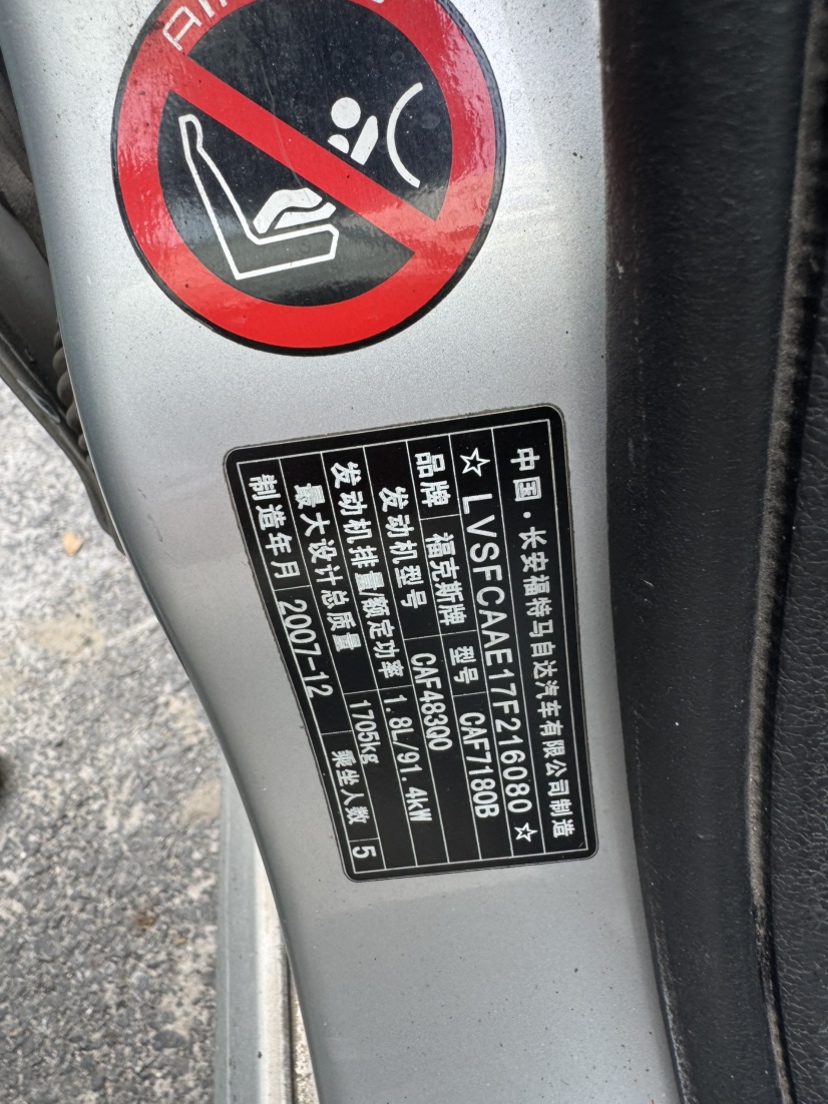 AIR
中国·长安福特马自达汽车有限公司制造
☆LVSFCAAE17F216080☆
品牌 福克斯牌 型号 CAF7180B
发动机型号 CAF483Q0
发动机排量/额定功率 1.8L/91.4kW
最大设计总质量 1705kg 乘坐人数 5
制造年月 2007-12